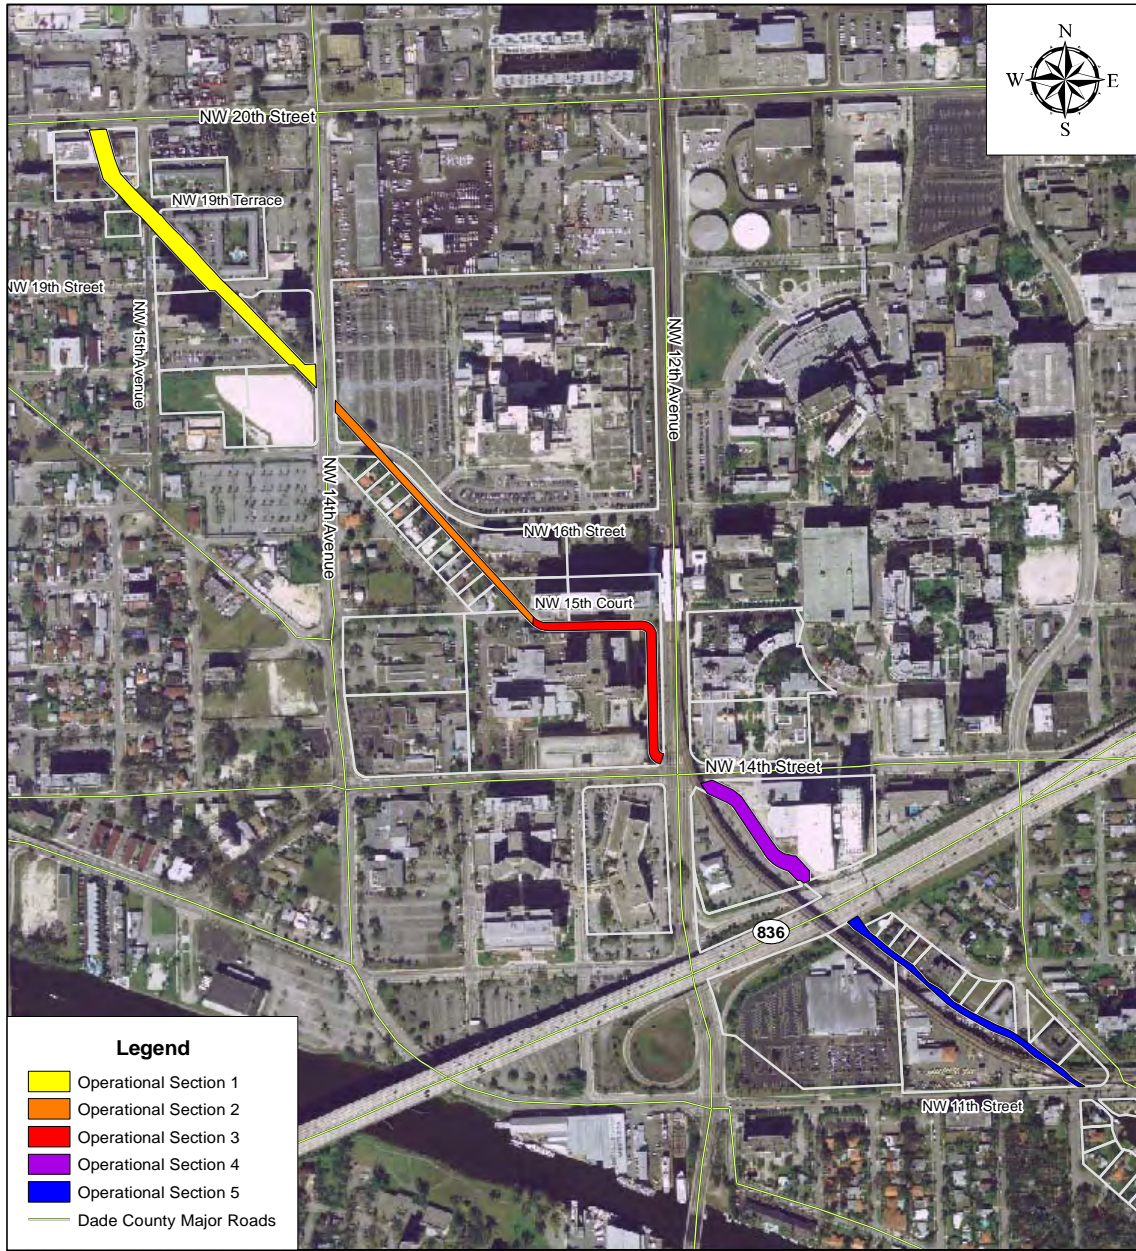 N
W E
S
NW 20th Street
NW 19th Terrace
NW 19th Street
NW 15th Avenue
NW 12th Avenue
NW 14th Avenue
NW 16th Street
NW 15th Court
NW 14th Street
836
NW 11th Street
Legend
Operational Section 1
Operational Section 2
Operational Section 3
Operational Section 4
Operational Section 5
Dade County Major Roads